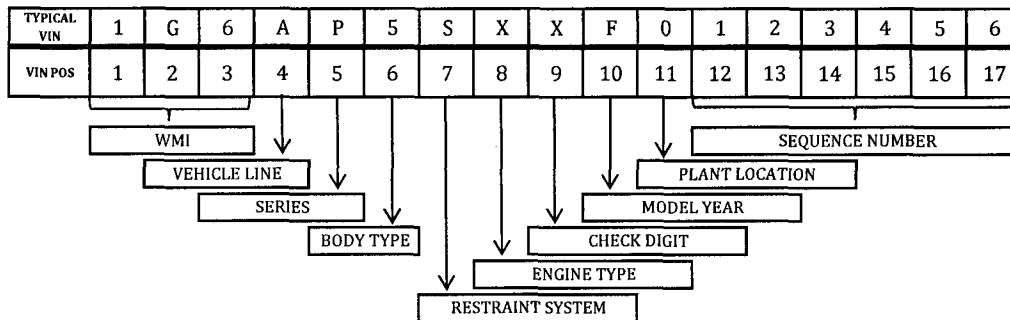 TYPICAL VIN 1 G 6 A P 5 S X X F 0 1 2 3 4 5 6
VIN POS 1 2 3 4 5 6 7 8 9 10 11 12 13 14 15 16 17
WMI SEQUENCE NUMBER
VEHICLE LINE PLANT LOCATION
SERIES MODEL YEAR
BODY TYPE CHECK DIGIT
ENGINE TYPE
RESTRAINT SYSTEM